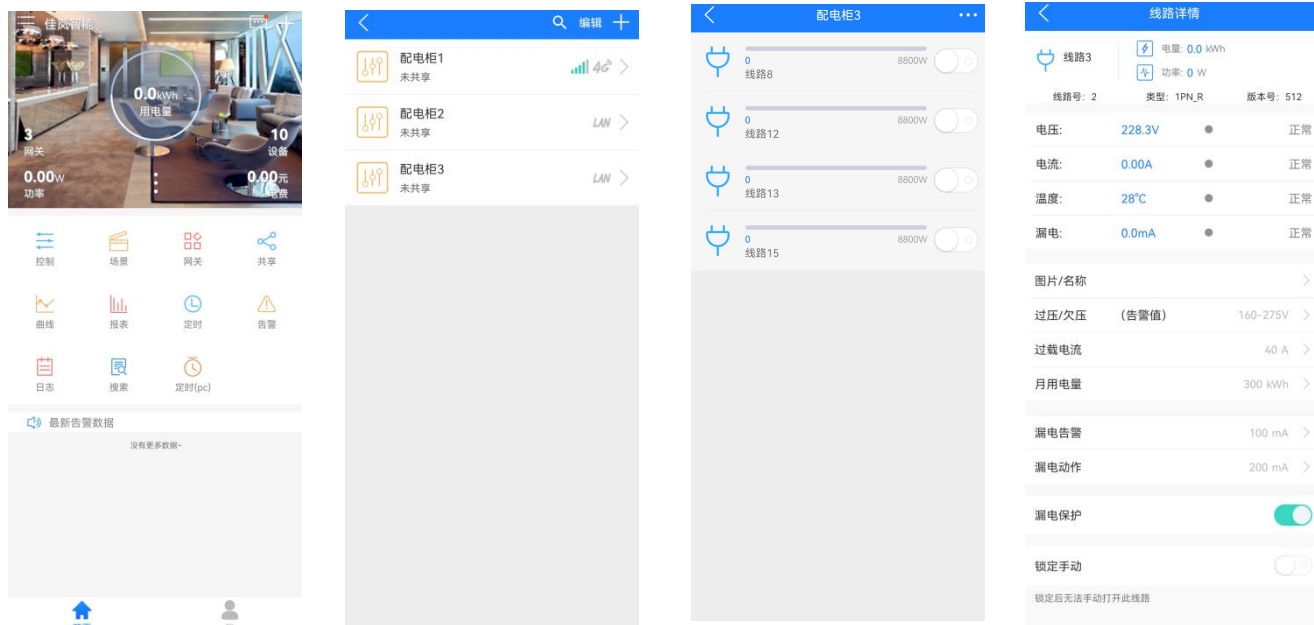 佳岚智能
0.0kWh
用电量
3
网关
10
设备
0.00W
功率
0.00元
电费
控制
场景
网关
共享
曲线
报表
定时
告警
日志
搜索
定时(pc)
最新告警数据
没有更多数据~
编辑
配电柜1
未共享
4G
配电柜2
未共享
LAN
配电柜3
未共享
LAN
配电柜3
0 8800W
线路8
0 8800W
线路12
0 8800W
线路13
0 8800W
线路15
线路详情
线路3
电量: 0.0 kWh
功率: 0 W
线路号: 2 类型: 1PN_R 版本号: 512
电压: 228.3V 正常
电流: 0.00A 正常
温度: 28°C 正常
漏电: 0.0mA 正常
图片/名称
过压/欠压 (告警值) 160-275V
过载电流 40 A
月用电量 300 kWh
漏电告警 100 mA
漏电动作 200 mA
漏电保护
锁定手动
锁定后无法手动打开此线路